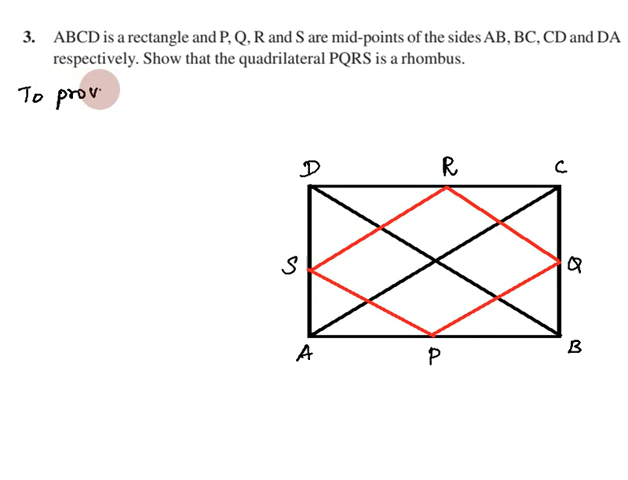 3. ABCD is a rectangle and P, Q, R and S are mid-points of the sides AB, BC, CD and DA
respectively. Show that the quadrilateral PQRS is a rhombus.
To prov
D R C
S Q
A P B